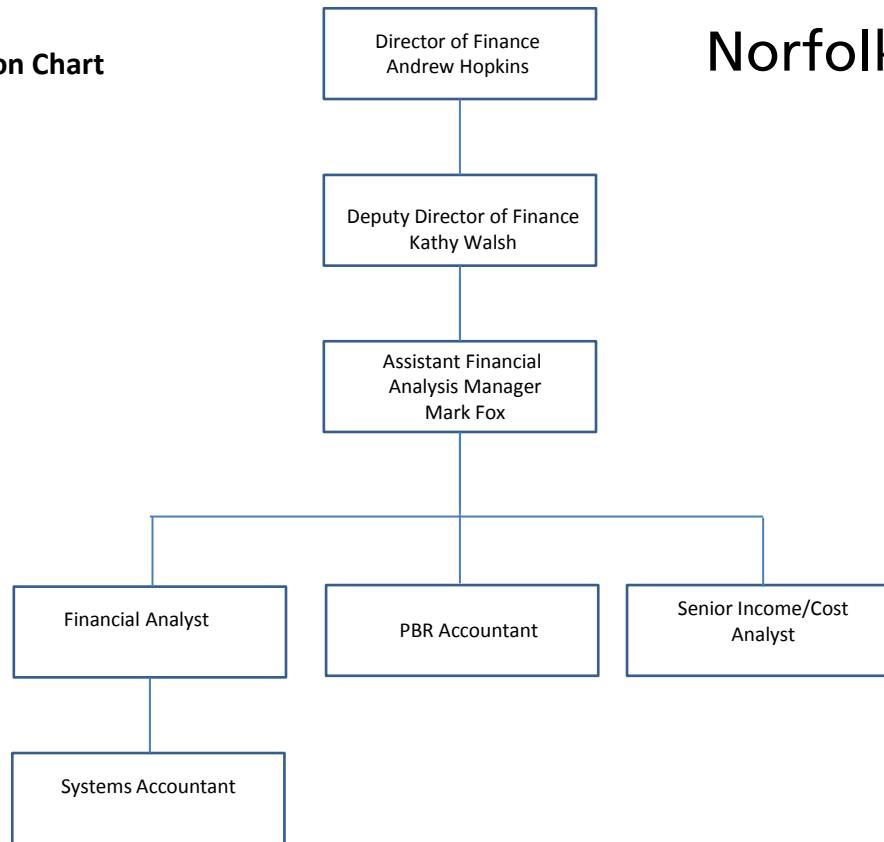 on Chart
Norfolk
Director of Finance
Andrew Hopkins
Deputy Director of Finance
Kathy Walsh
Assistant Financial
Analysis Manager
Mark Fox
Financial Analyst
PBR Accountant
Senior Income/Cost
Analyst
Systems Accountant